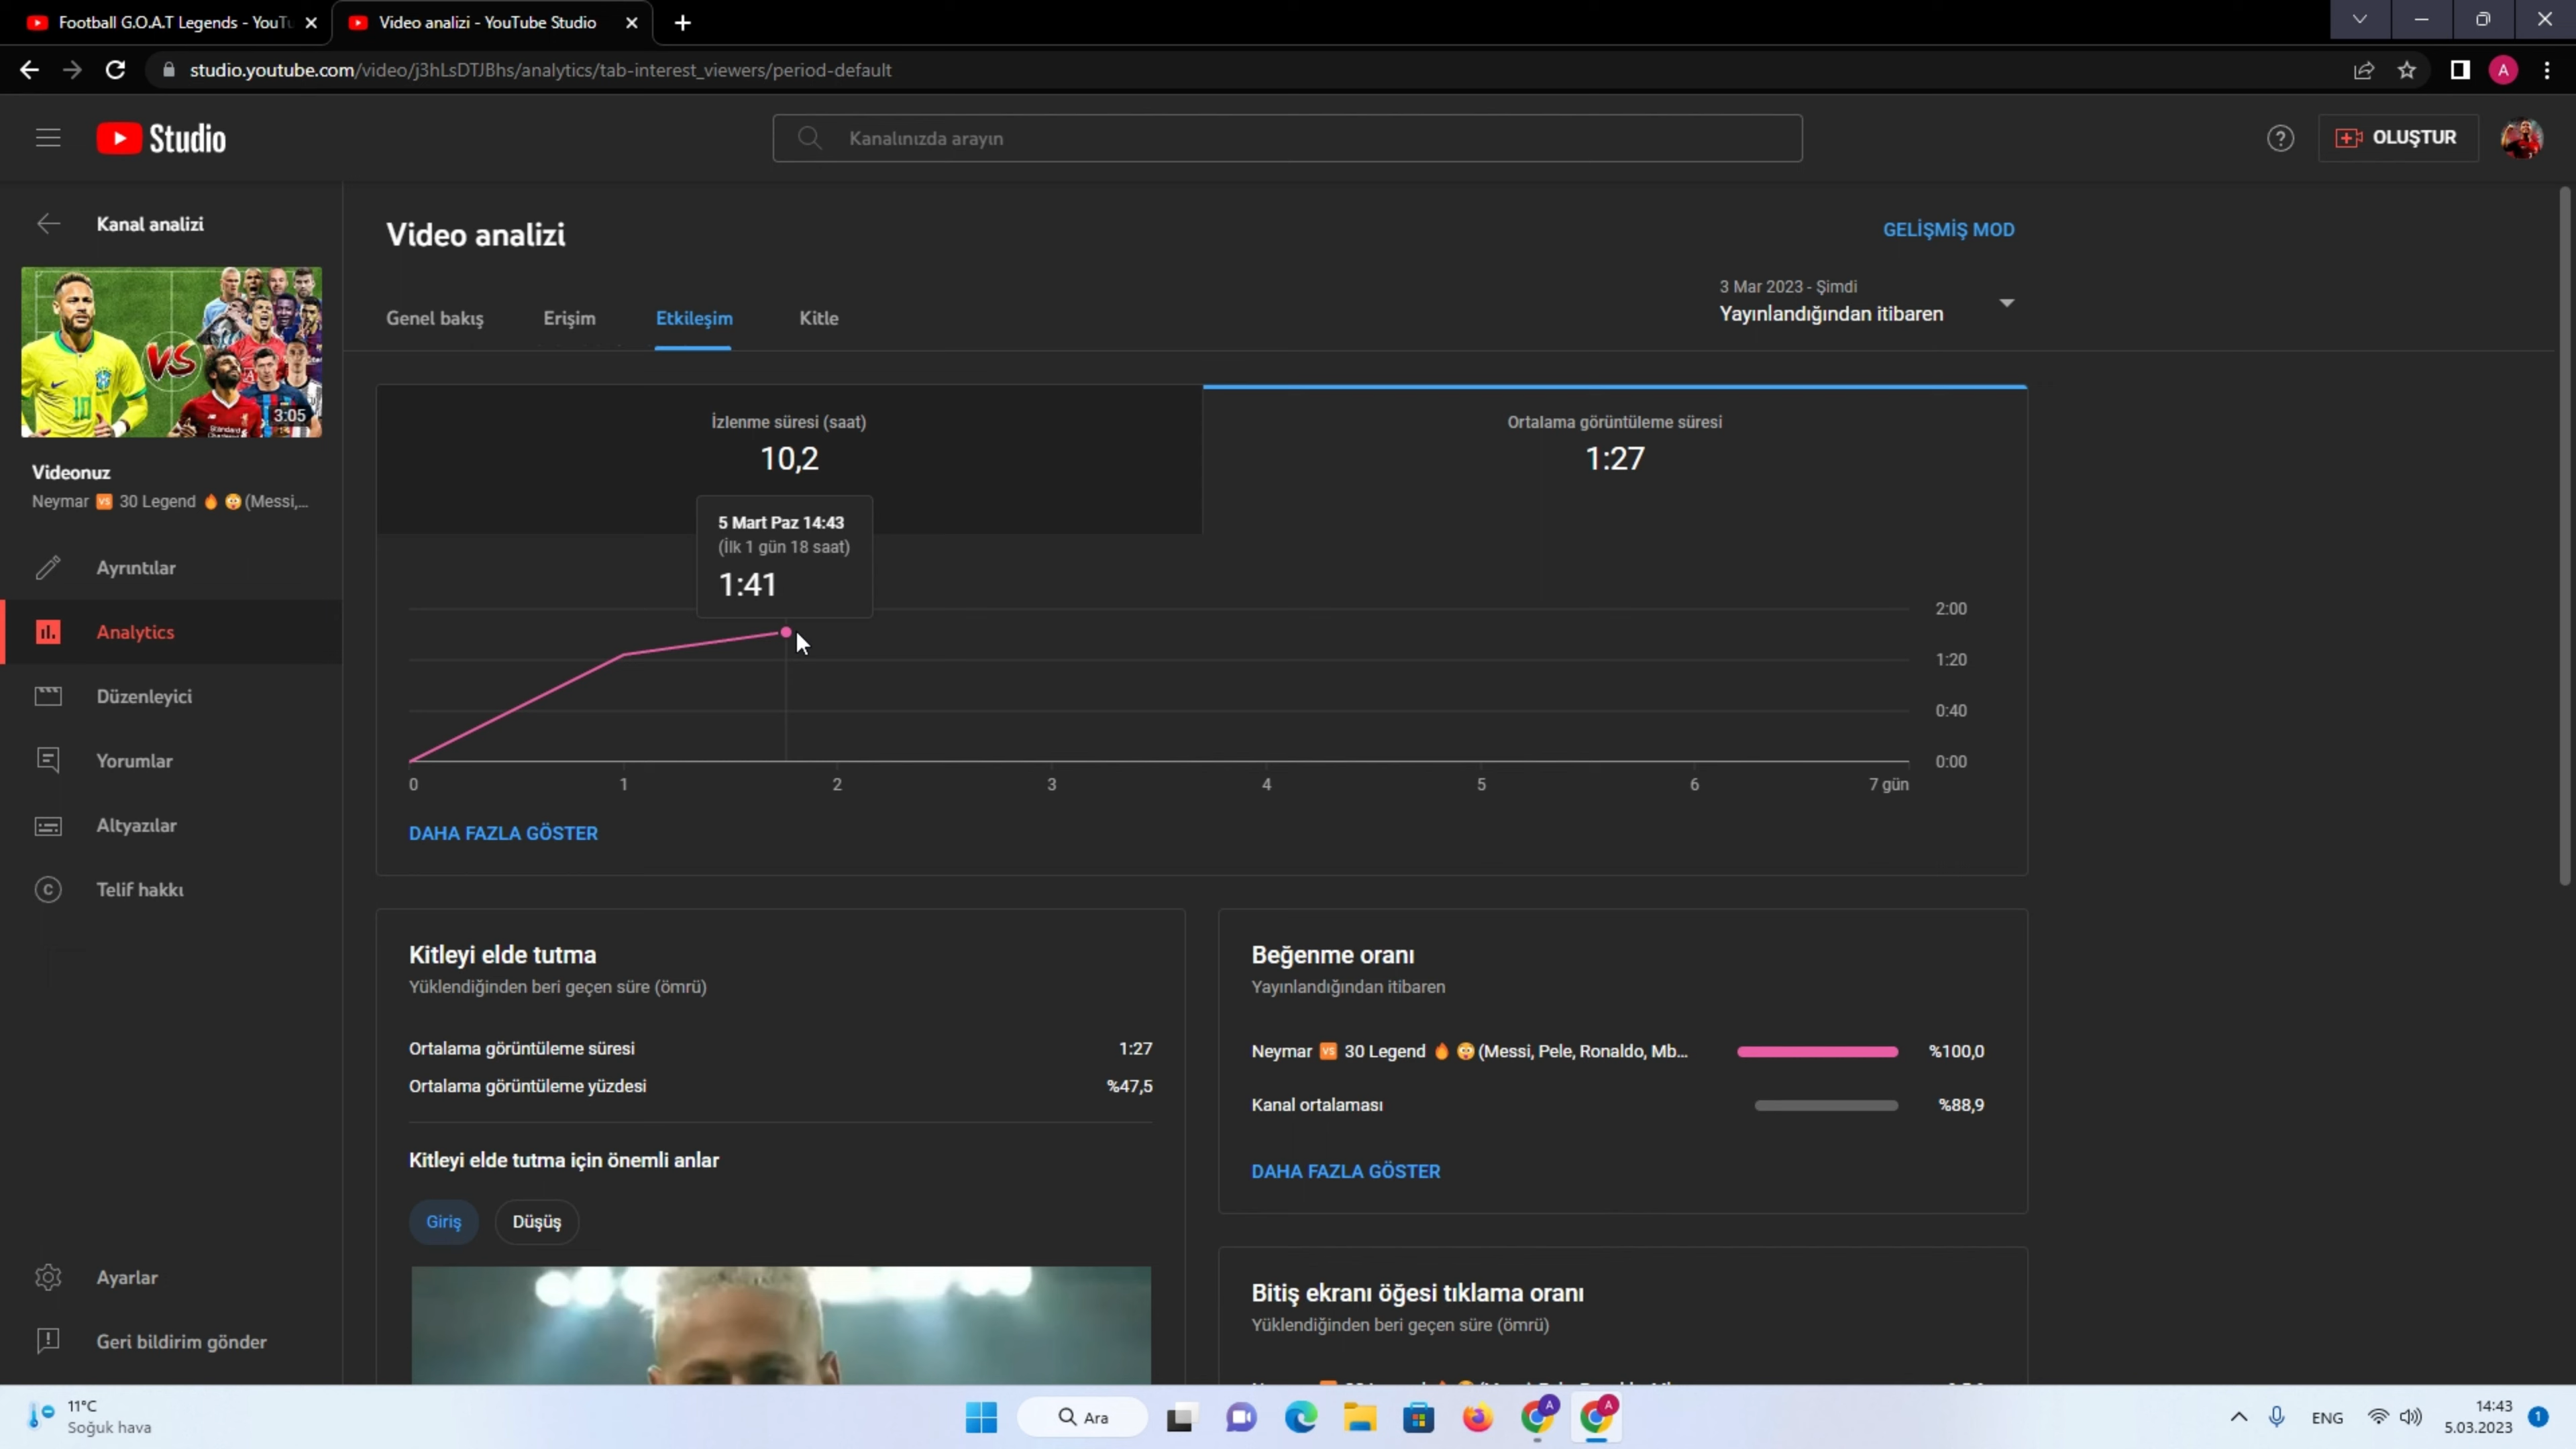 Football G.O.A.T Legends - YouTu
Video analizi - YouTube Studio
studio.youtube.com/video/j3hLsDTJBhs/analytics/tab-interest_viewers/period-default
A
Studio
Kanalınızda arayın
OLUŞTUR
Kanal analizi
VS
10
3:05
Videonuz
Neymar 🆚 30 Legend 🔥 😳(Messi,...
Ayrıntılar
Analytics
Düzenleyici
Yorumlar
Altyazılar
Telif hakkı
Ayarlar
Geri bildirim gönder
Video analizi
GELİŞMİŞ MOD
Genel bakış
Erişim
Etkileşim
Kitle
3 Mar 2023 - Şimdi
Yayınlandığından itibaren
İzlenme süresi (saat)
10,2
Ortalama görüntüleme süresi
1:27
5 Mart Paz 14:43
(İlk 1 gün 18 saat)
1:41
2:00
1:20
0:40
0:00
0 1 2 3 4 5 6 7 gün
DAHA FAZLA GÖSTER
Kitleyi elde tutma
Yüklendiğinden beri geçen süre (ömrü)
Ortalama görüntüleme süresi 1:27
Ortalama görüntüleme yüzdesi %47,5
Kitleyi elde tutma için önemli anlar
Giriş
Düşüş
Beğenme oranı
Yayınlandığından itibaren
Neymar 🆚 30 Legend 🔥 😳(Messi, Pele, Ronaldo, Mb... %100,0
Kanal ortalaması %88,9
DAHA FAZLA GÖSTER
Bitiş ekranı öğesi tıklama oranı
Yüklendiğinden beri geçen süre (ömrü)
11°C
Soğuk hava
Ara
A
A
ENG
14:43
5.03.2023
1